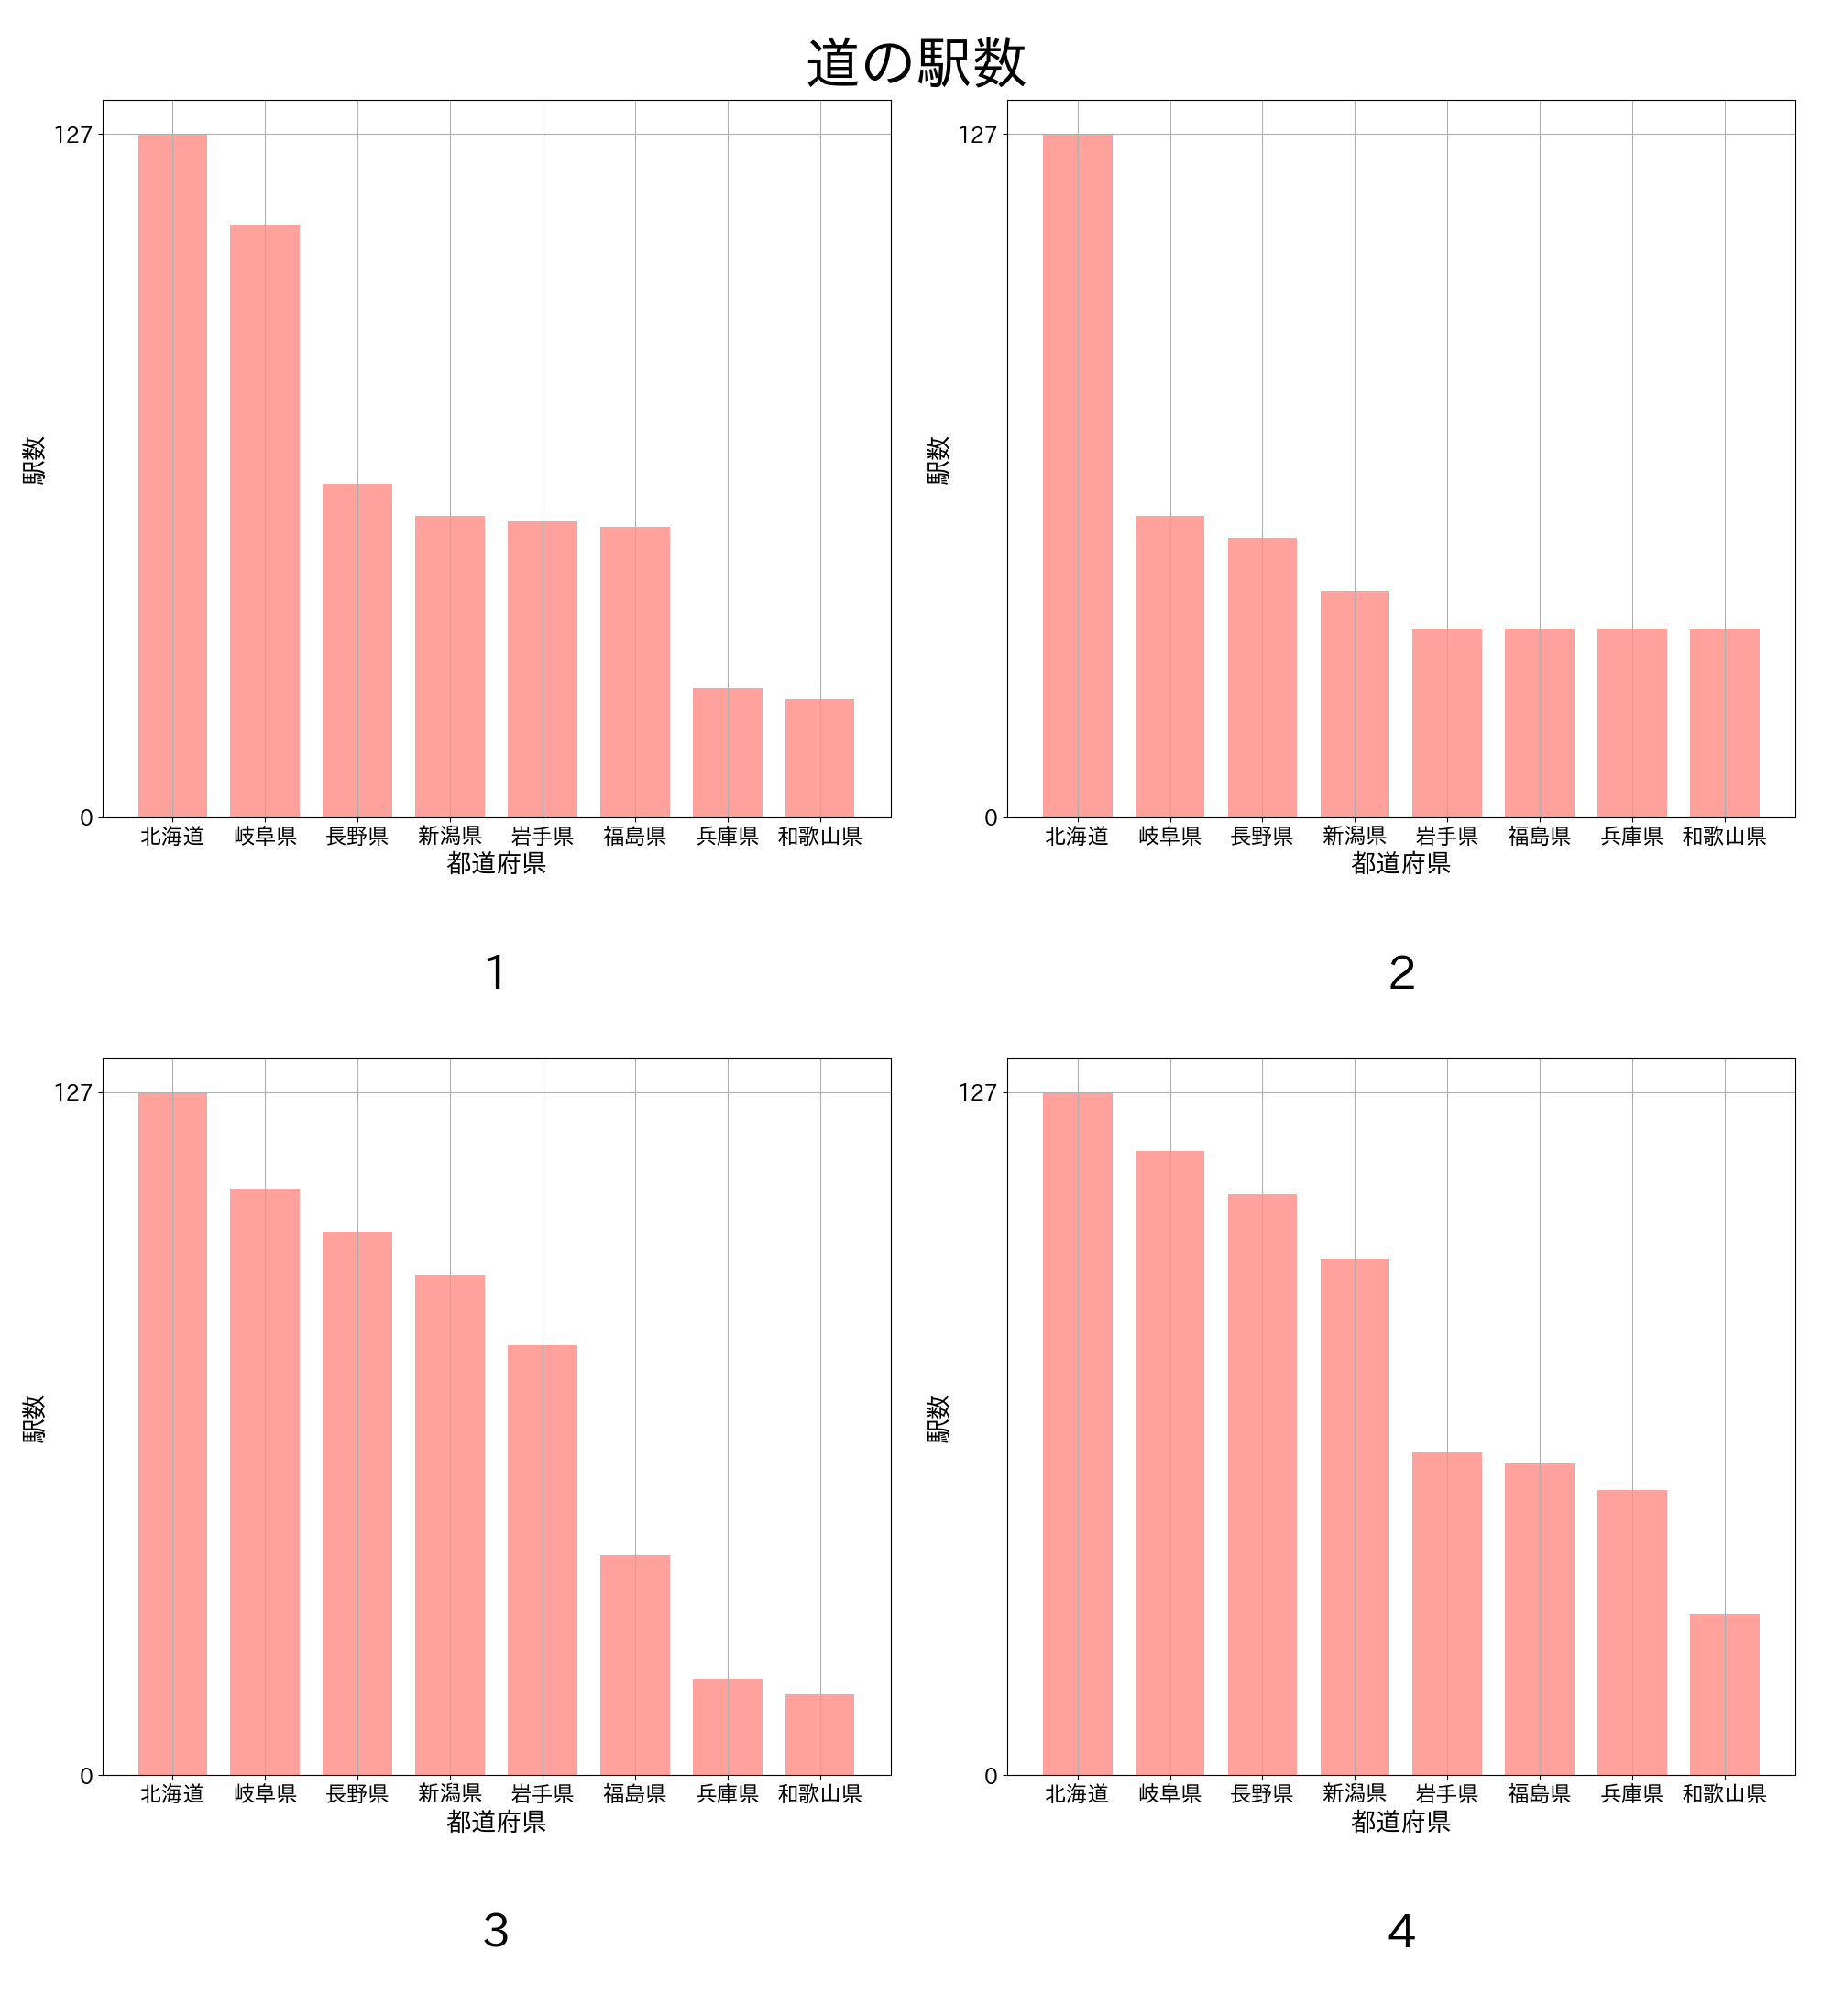 道の駅数
127
0
駅数
北海道 岐阜県 長野県 新潟県 岩手県 福島県 兵庫県 和歌山県
都道府県
1
127
0
駅数
北海道 岐阜県 長野県 新潟県 岩手県 福島県 兵庫県 和歌山県
都道府県
2
127
0
駅数
北海道 岐阜県 長野県 新潟県 岩手県 福島県 兵庫県 和歌山県
都道府県
3
127
0
駅数
北海道 岐阜県 長野県 新潟県 岩手県 福島県 兵庫県 和歌山県
都道府県
4